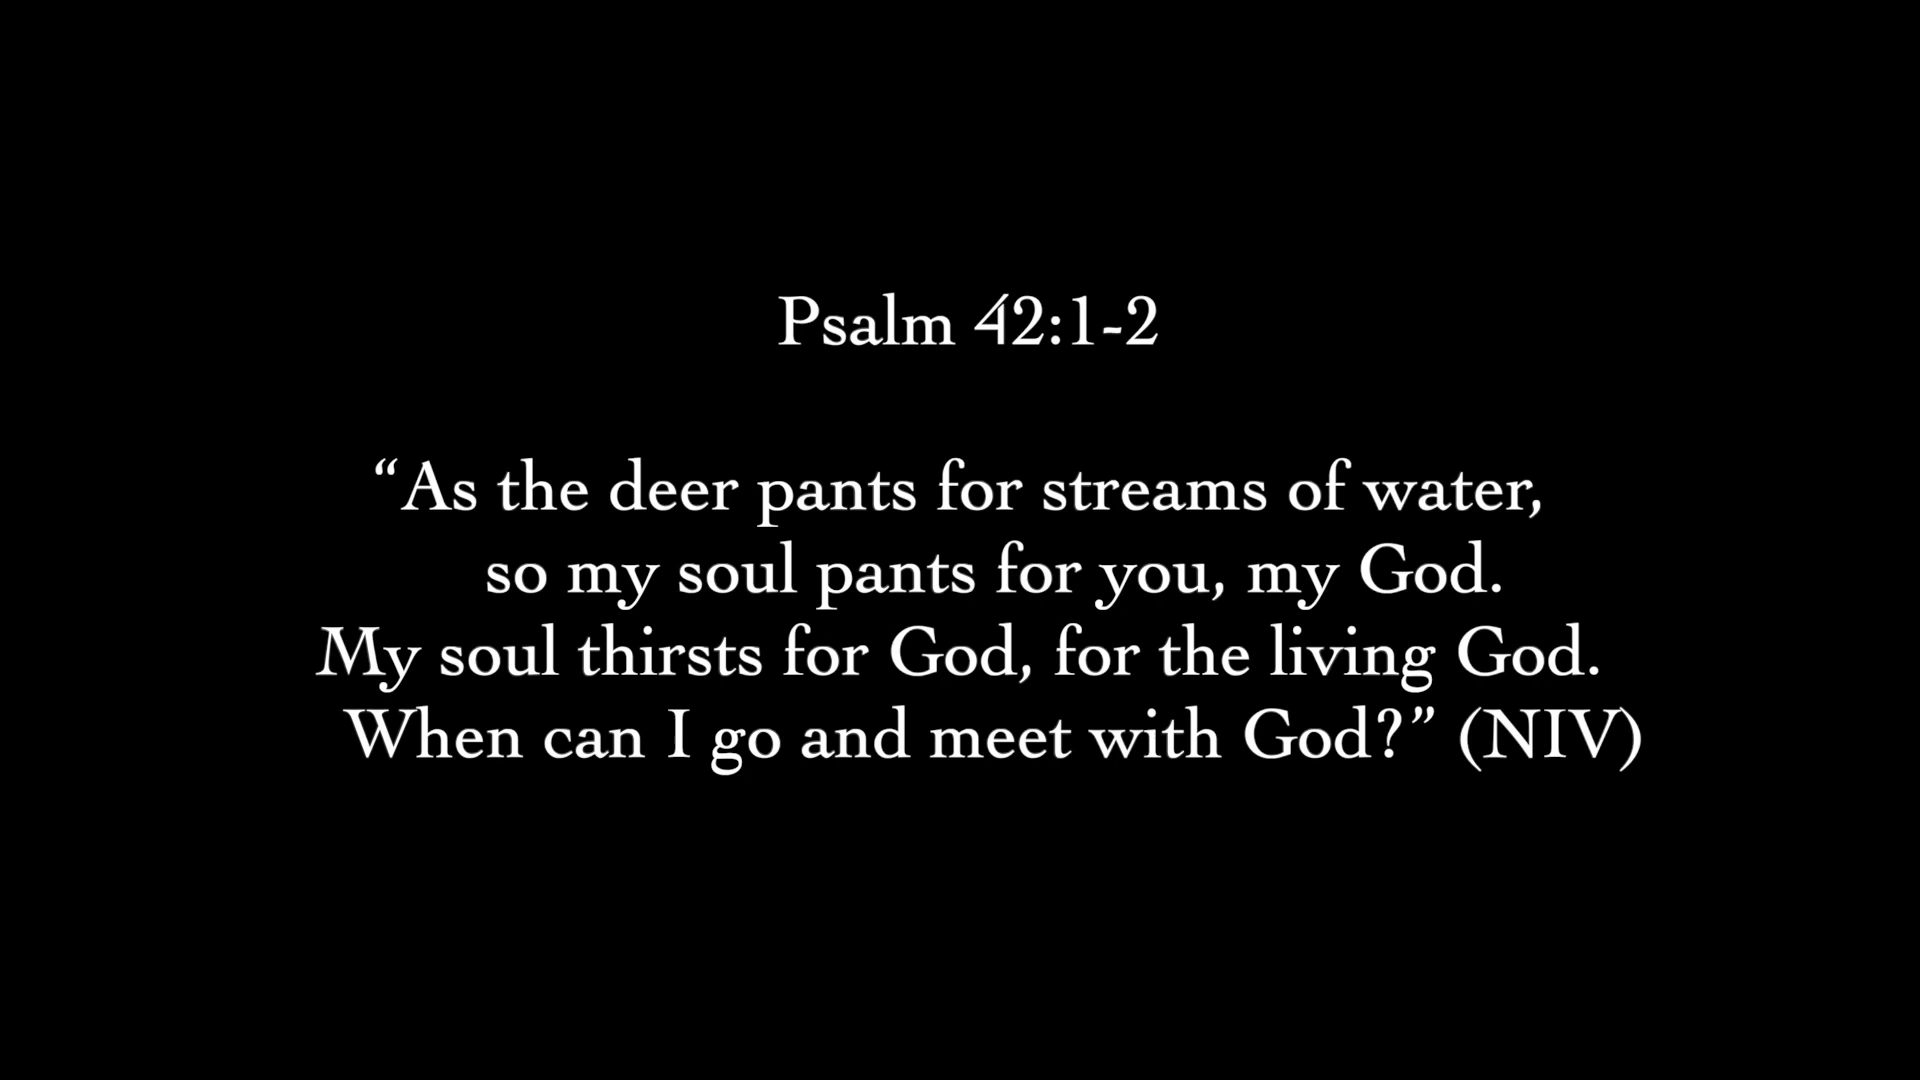 Psalm 42:1-2
“As the deer pants for streams of water,
so my soul pants for you, my God.
My soul thirsts for God, for the living God.
When can I go and meet with God?” (NIV)